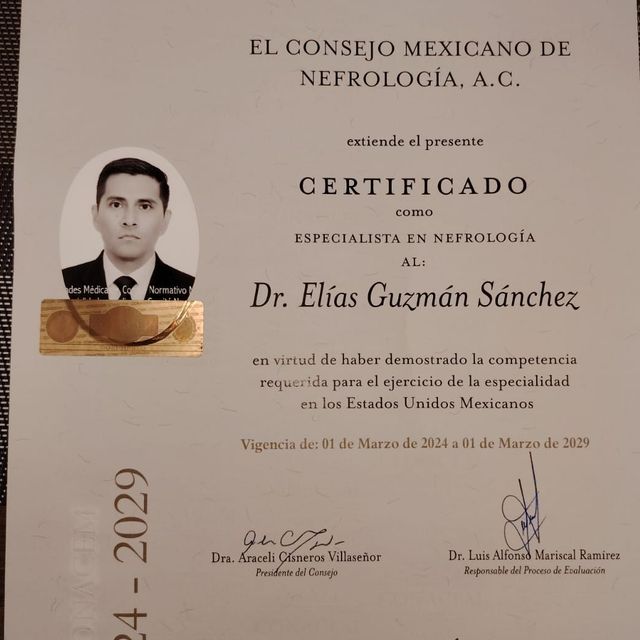 EL CONSEJO MEXICANO DE
NEFROLOGÍA, A.C.
extiende el presente
CERTIFICADO
como
ESPECIALISTA EN NEFROLOGÍA
AL:
Dr. Elías Guzmán Sánchez
en virtud de haber demostrado la competencia
requerida para el ejercicio de la especialidad
en los Estados Unidos Mexicanos
Vigencia de: 01 de Marzo de 2024 a 01 de Marzo de 2029
Dra. Araceli Cisneros Villaseñor
Presidente del Consejo
Dr. Luis Alfonso Mariscal Ramirez
Responsable del Proceso de Evaluación
Normativo
24 - 2029
ONACEM